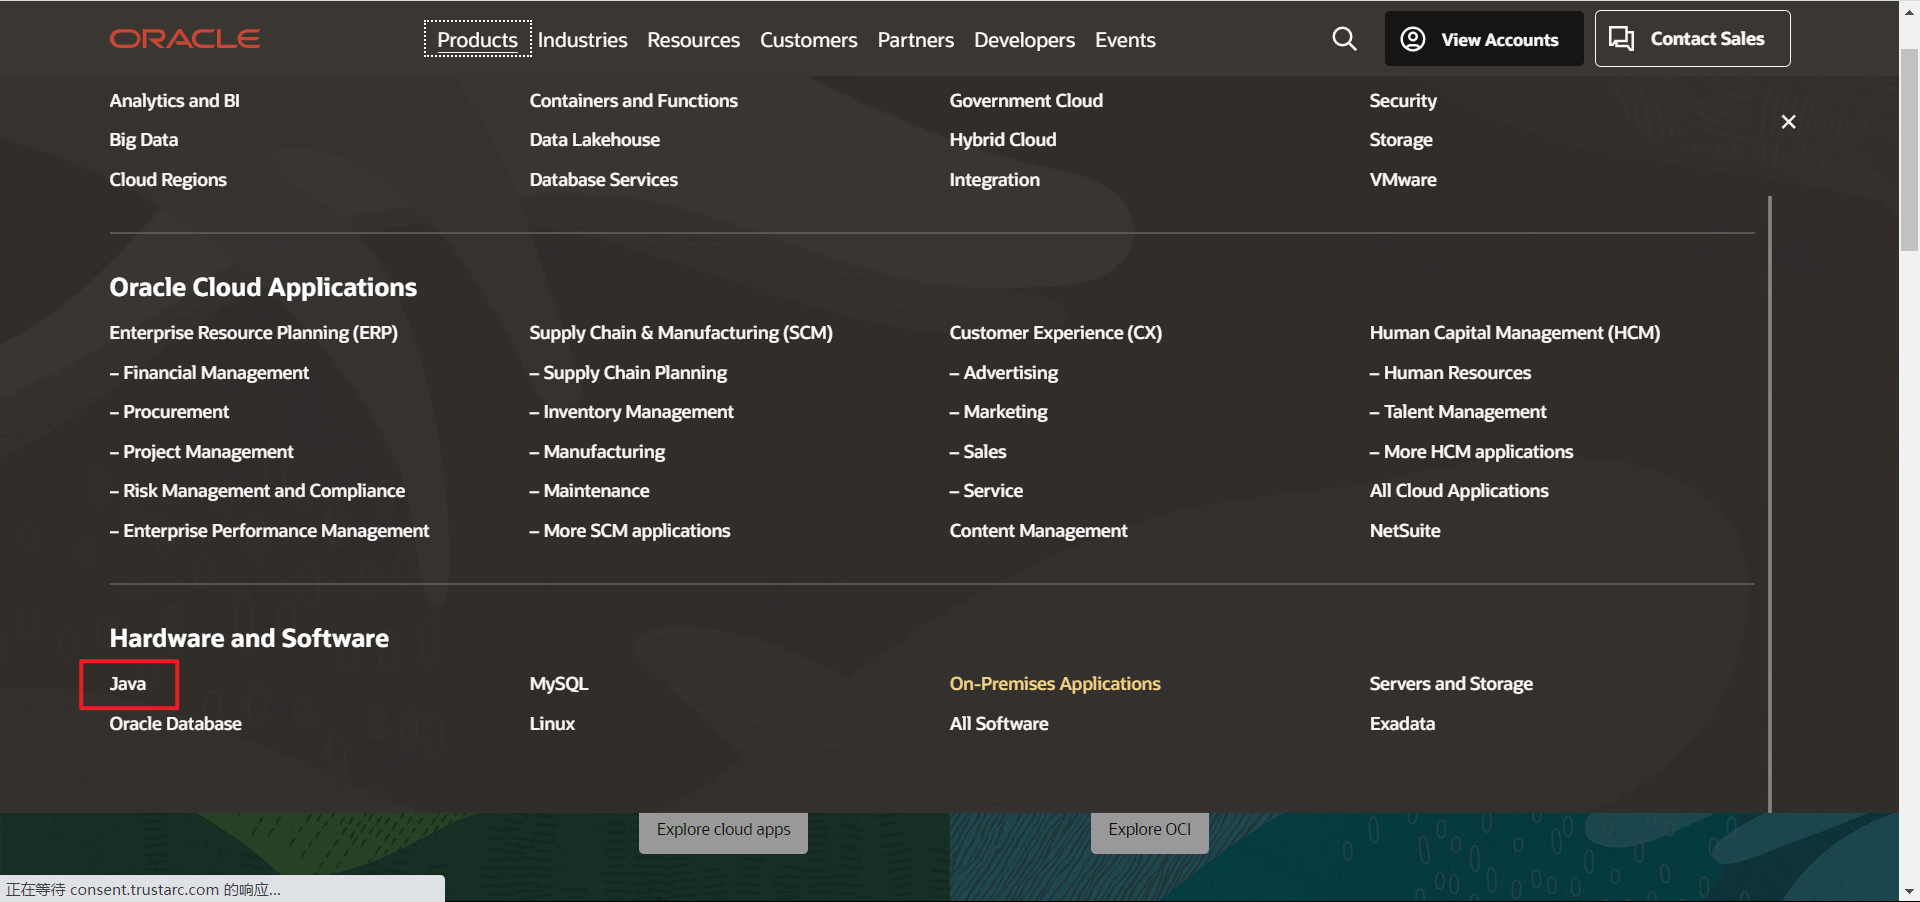 ORACLE
Products Industries Resources Customers Partners Developers Events
View Accounts
Contact Sales
Analytics and BI
Big Data
Cloud Regions
Containers and Functions
Data Lakehouse
Database Services
Government Cloud
Hybrid Cloud
Integration
Security
Storage
VMware
Oracle Cloud Applications
Enterprise Resource Planning (ERP)
– Financial Management
– Procurement
– Project Management
– Risk Management and Compliance
– Enterprise Performance Management
Supply Chain & Manufacturing (SCM)
– Supply Chain Planning
– Inventory Management
– Manufacturing
– Maintenance
– More SCM applications
Customer Experience (CX)
– Advertising
– Marketing
– Sales
– Service
Content Management
Human Capital Management (HCM)
– Human Resources
– Talent Management
– More HCM applications
All Cloud Applications
NetSuite
Hardware and Software
Java
Oracle Database
MySQL
Linux
On-Premises Applications
All Software
Servers and Storage
Exadata
Explore cloud apps
Explore OCI
正在等待 consent.trustarc.com 的响应...